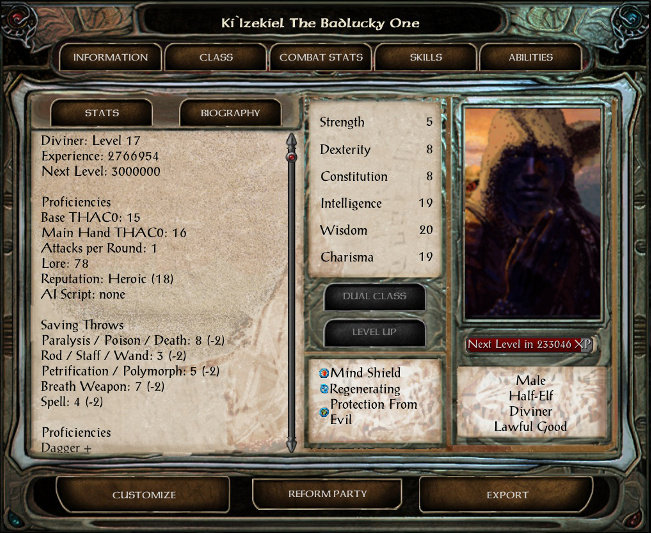 Ki`Izekiel The Badlucky One
INFORMATION
CLASS
COMBAT STATS
SKILLS
ABILITIES
STATS
BIOGRAPHY
Diviner: Level 17
Experience: 2766954
Next Level: 3000000
Proficiencies
Base THAC0: 15
Main Hand THAC0: 16
Attacks per Round: 1
Lore: 78
Reputation: Heroic (18)
AI Script: none
Saving Throws
Paralysis / Poison / Death: 8 (-2)
Rod / Staff / Wand: 3 (-2)
Petrification / Polymorph: 5 (-2)
Breath Weapon: 7 (-2)
Spell: 4 (-2)
Proficiencies
Dagger +
Strength 5
Dexterity 8
Constitution 8
Intelligence 19
Wisdom 20
Charisma 19
DUAL CLASS
LEVEL UP
Mind Shield
Regenerating
Protection From
Evil
Next Level in 233046 XP
Male
Half-Elf
Diviner
Lawful Good
CUSTOMIZE
REFORM PARTY
EXPORT